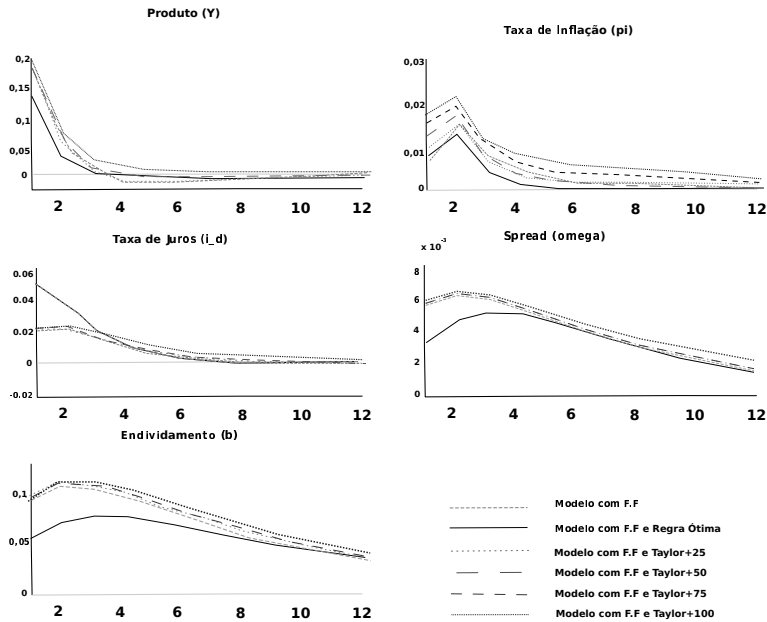 Produto (Y)
0,2
0,15
0,1
0,05
0
2 4 6 8 10 12
Taxa de Inflação (pi)
0,03
0,02
0,01
0
2 4 6 8 10 12
Taxa de Juros (i_d)
0.06
0.04
0.02
0
-0.02
2 4 6 8 10 12
Spread (omega)
x 10⁻³
8
6
4
2
0
2 4 6 8 10 12
Endividamento (b)
0,1
0,05
0
2 4 6 8 10 12
Modelo com F.F
Modelo com F.F e Regra Ótima
Modelo com F.F e Taylor+25
Modelo com F.F e Taylor+50
Modelo com F.F e Taylor+75
Modelo com F.F e Taylor+100